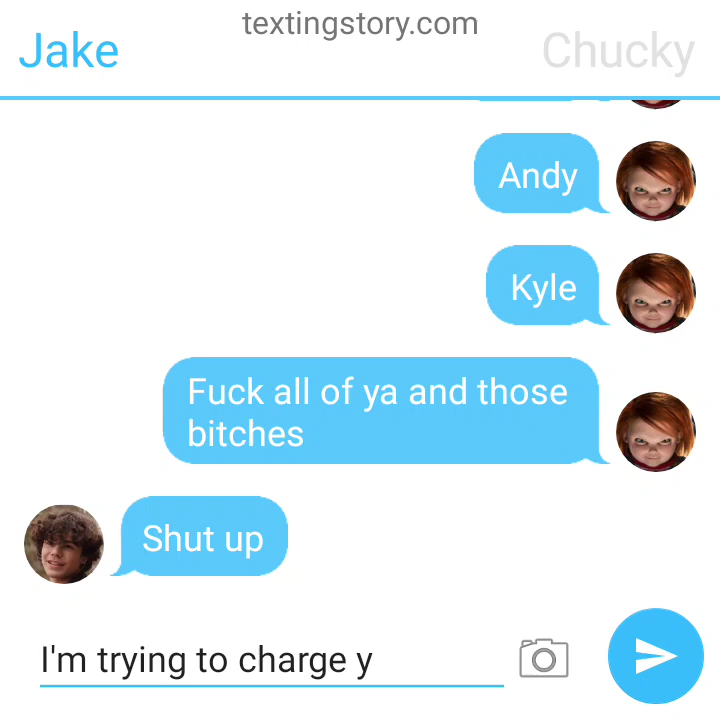 textingstory.com
Jake
Chucky
Andy
Kyle
Fuck all of ya and those
bitches
Shut up
I'm trying to charge y